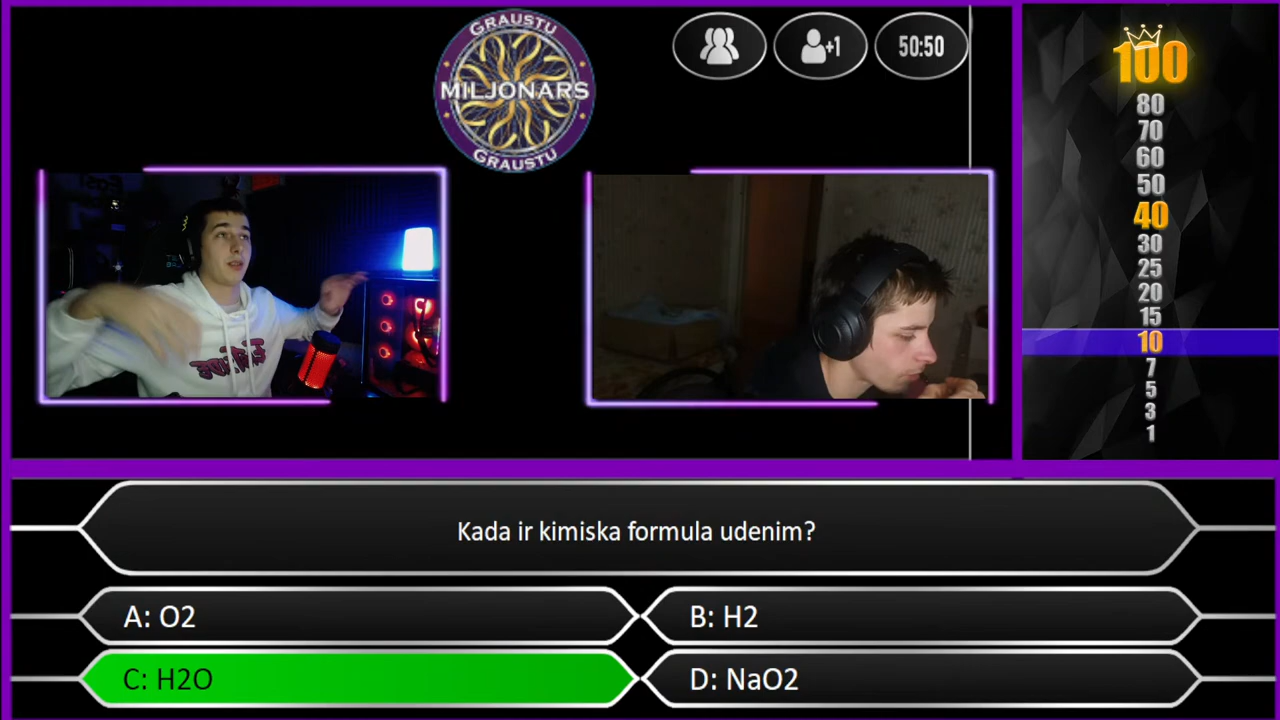 GRAUSTU
MILJONARS
GRAUSTU
+1
50:50
100
80
70
60
50
40
30
25
20
15
10
7
5
3
1
Kada ir kimiska formula udenim?
A: O2
B: H2
C: H2O
D: NaO2